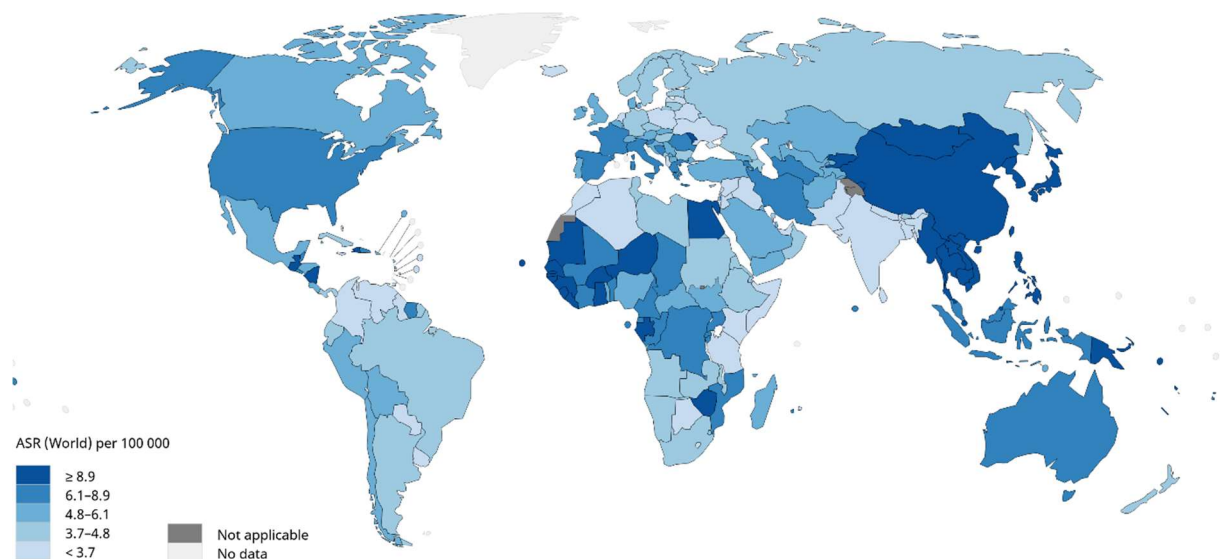 ASR (World) per 100 000
≥ 8.9
6.1–8.9
4.8–6.1
3.7–4.8
< 3.7
Not applicable
No data